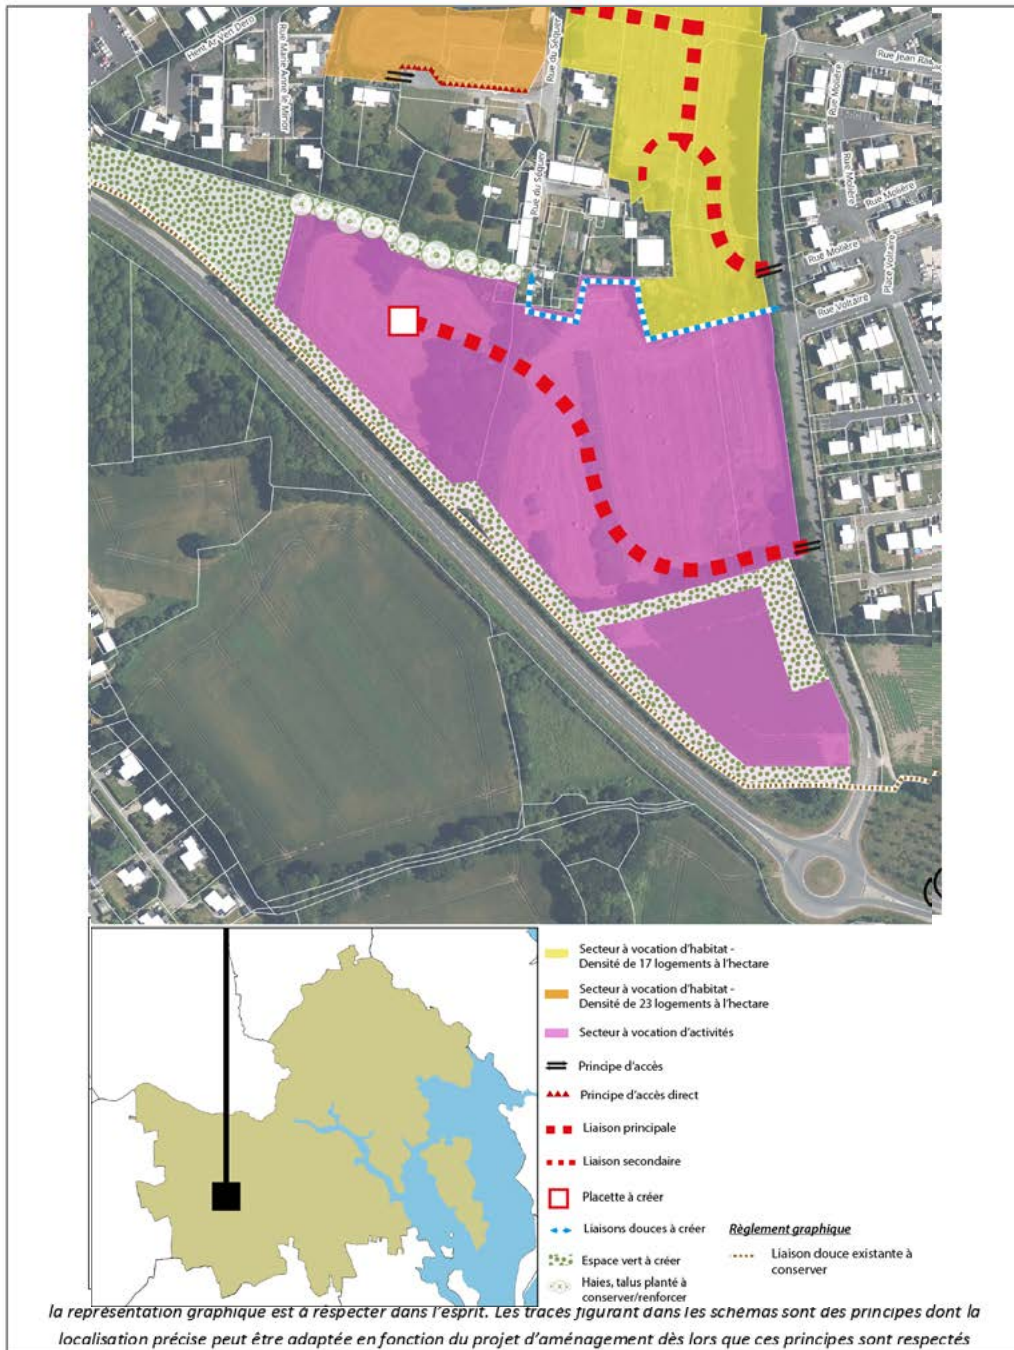 Hent Ar Ven Dero
Rue Marie Anne le Minor
Rue du Séquer
Rue Molière
Rue Molière
Rue Molière
Rue Molière
Rue du Séquer
Place Voltaire
Rue Voltaire
Secteur à vocation d'habitat -
Densité de 17 logements à l'hectare
Secteur à vocation d'habitat -
Densité de 23 logements à l'hectare
Secteur à vocation d'activités
Principe d'accès
Principe d'accès direct
Liaison principale
Liaison secondaire
Placette à créer
Liaisons douces à créer
Espace vert à créer
Haies, talus planté à
conserver/renforcer
Règlement graphique
Liaison douce existante à
conserver
la représentation graphique est à respecter dans l'esprit. Les tracés figurant dans les schémas sont des principes dont la
localisation précise peut être adaptée en fonction du projet d'aménagement dès lors que ces principes sont respectés